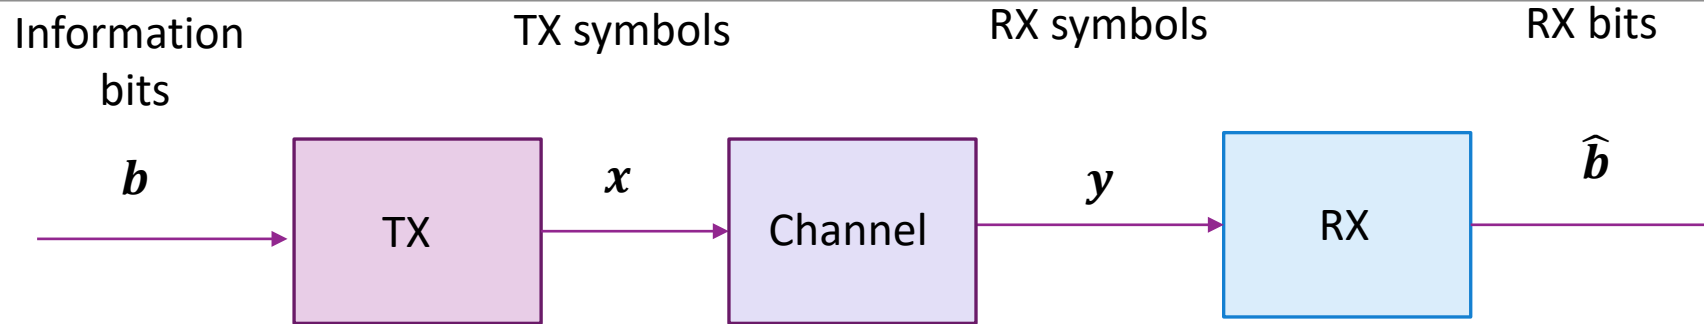 Information
bits
TX symbols
RX symbols
RX bits
b
x
y
b̂
TX
Channel
RX